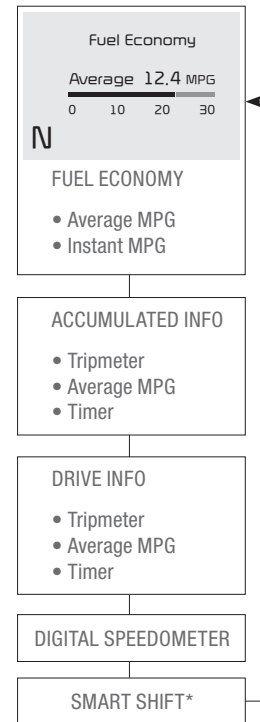 Fuel Economy
Average 12.4 MPG
0 10 20 30
N
FUEL ECONOMY
• Average MPG
• Instant MPG
ACCUMULATED INFO
• Tripmeter
• Average MPG
• Timer
DRIVE INFO
• Tripmeter
• Average MPG
• Timer
DIGITAL SPEEDOMETER
SMART SHIFT*